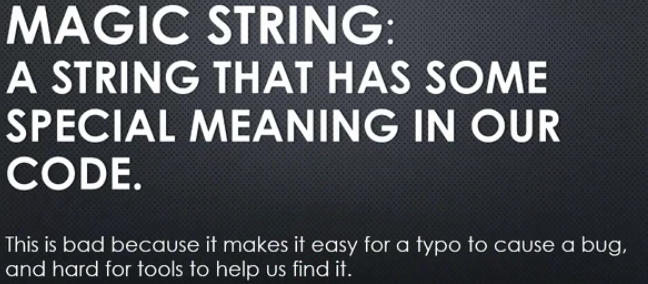 MAGIC STRING:
A STRING THAT HAS SOME
SPECIAL MEANING IN OUR
CODE.
This is bad because it makes it easy for a typo to cause a bug,
and hard for tools to help us find it.